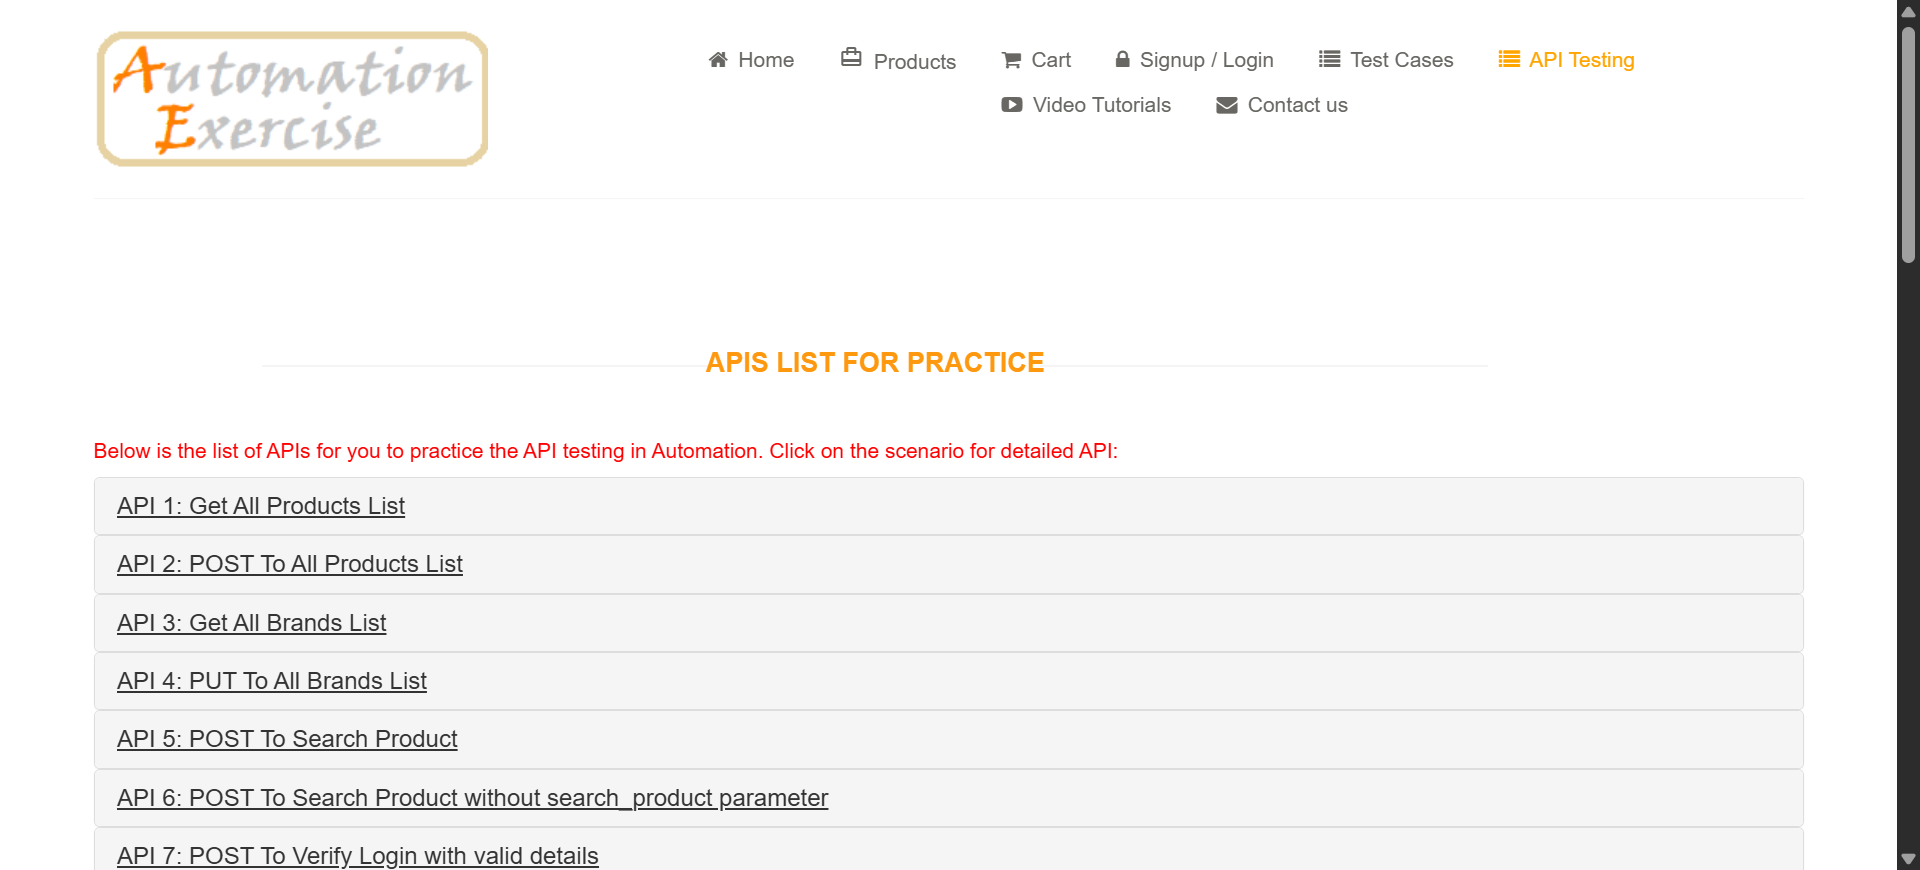 Automation
Exercise
Home Products Cart Signup / Login Test Cases API Testing
Video Tutorials Contact us
APIS LIST FOR PRACTICE
Below is the list of APIs for you to practice the API testing in Automation. Click on the scenario for detailed API:
API 1: Get All Products List
API 2: POST To All Products List
API 3: Get All Brands List
API 4: PUT To All Brands List
API 5: POST To Search Product
API 6: POST To Search Product without search_product parameter
API 7: POST To Verify Login with valid details